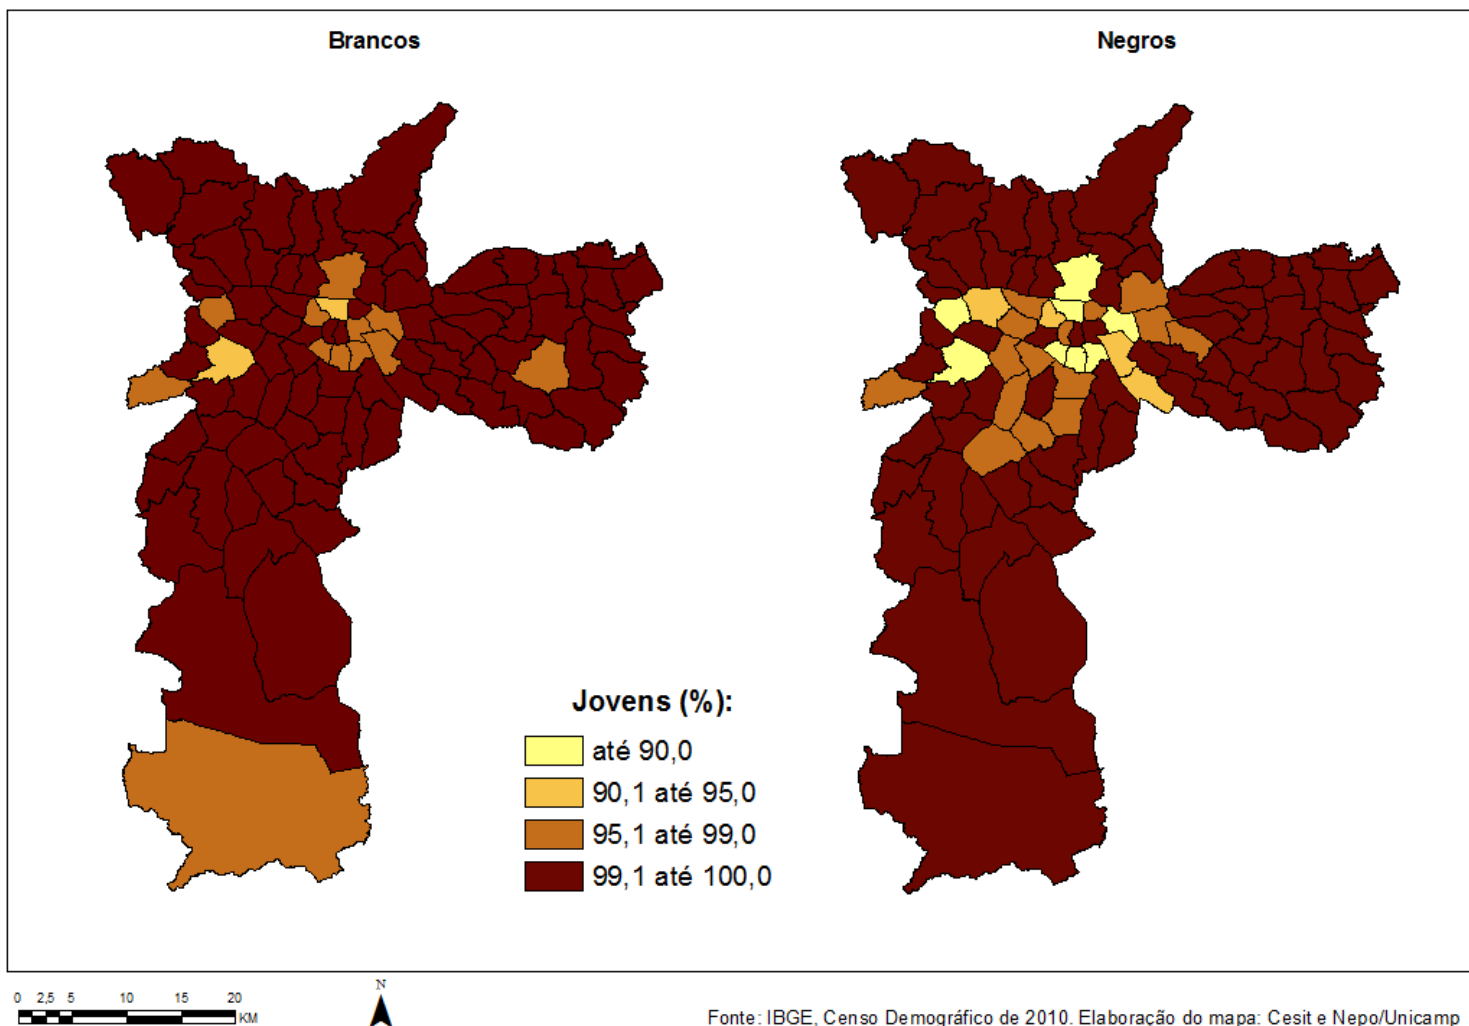 Brancos
Negros
Jovens (%):
até 90,0
90,1 até 95,0
95,1 até 99,0
99,1 até 100,0
0 2,5 5 10 15 20
KM
N
Fonte: IBGE, Censo Demográfico de 2010. Elaboração do mapa: Cesit e Nepo/Unicamp